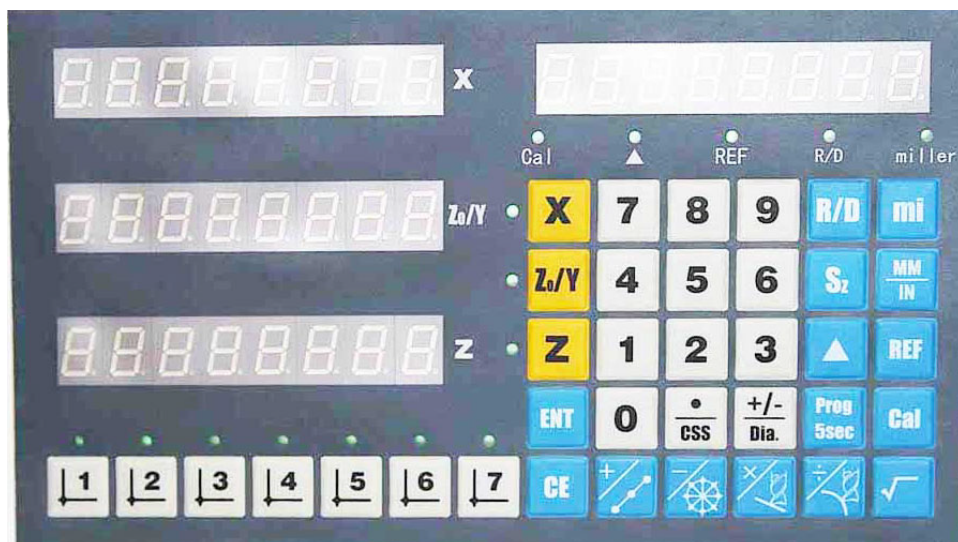 X
Cal ▲ REF R/D miller
Z₀/Y
X 7 8 9 R/D mi
Z₀/Y 4 5 6 Sz MM/IN
Z
Z 1 2 3 ▲ REF
ENT 0 •/CSS +/-/Dia. Prog 5sec Cal
1 2 3 4 5 6 7 CE + − × ÷ √